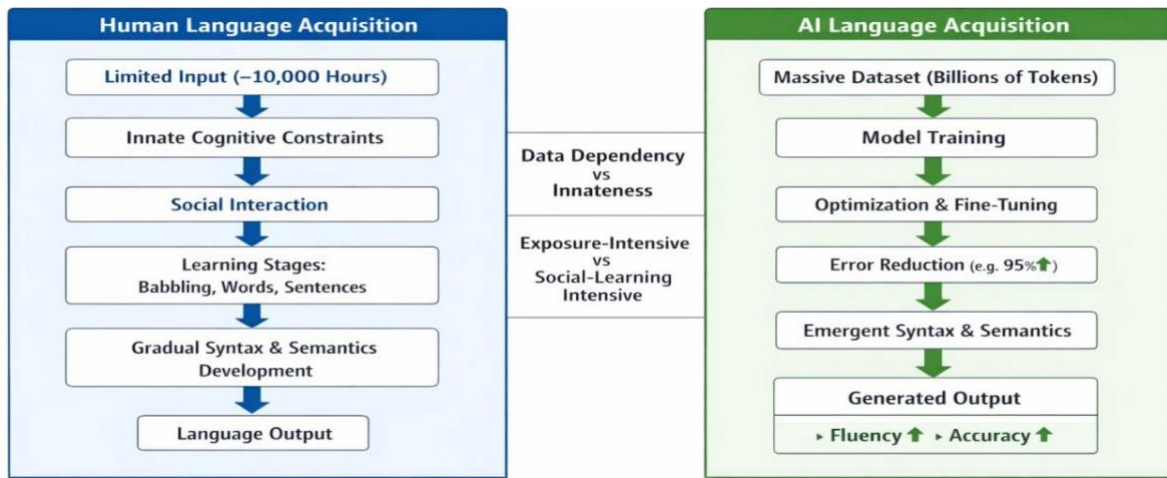 Human Language Acquisition
Limited Input (–10,000 Hours)
Innate Cognitive Constraints
Social Interaction
Learning Stages:
Babbling, Words, Sentences
Gradual Syntax & Semantics
Development
Language Output
Data Dependency
vs
Innateness
Exposure-Intensive
vs
Social-Learning
Intensive
AI Language Acquisition
Massive Dataset (Billions of Tokens)
Model Training
Optimization & Fine-Tuning
Error Reduction (e.g. 95%↑)
Emergent Syntax & Semantics
Generated Output
▸ Fluency ↑ ▸ Accuracy ↑